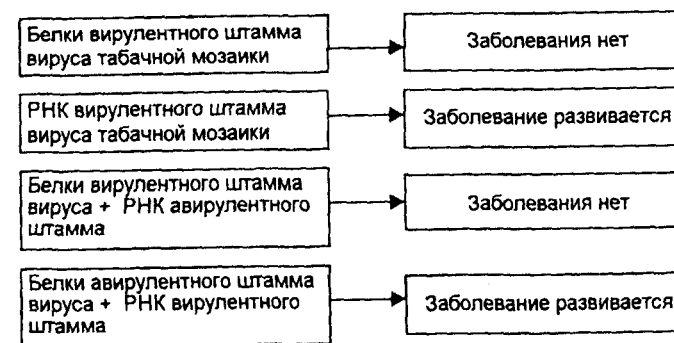 Белки вирулентного штамма
вируса табачной мозаики
Заболевания нет
РНК вирулентного штамма
вируса табачной мозаики
Заболевание развивается
Белки вирулентного штамма
вируса + РНК авирулентного
штамма
Заболевания нет
Белки авирулентного штамма
вируса + РНК вирулентного
штамма
Заболевание развивается